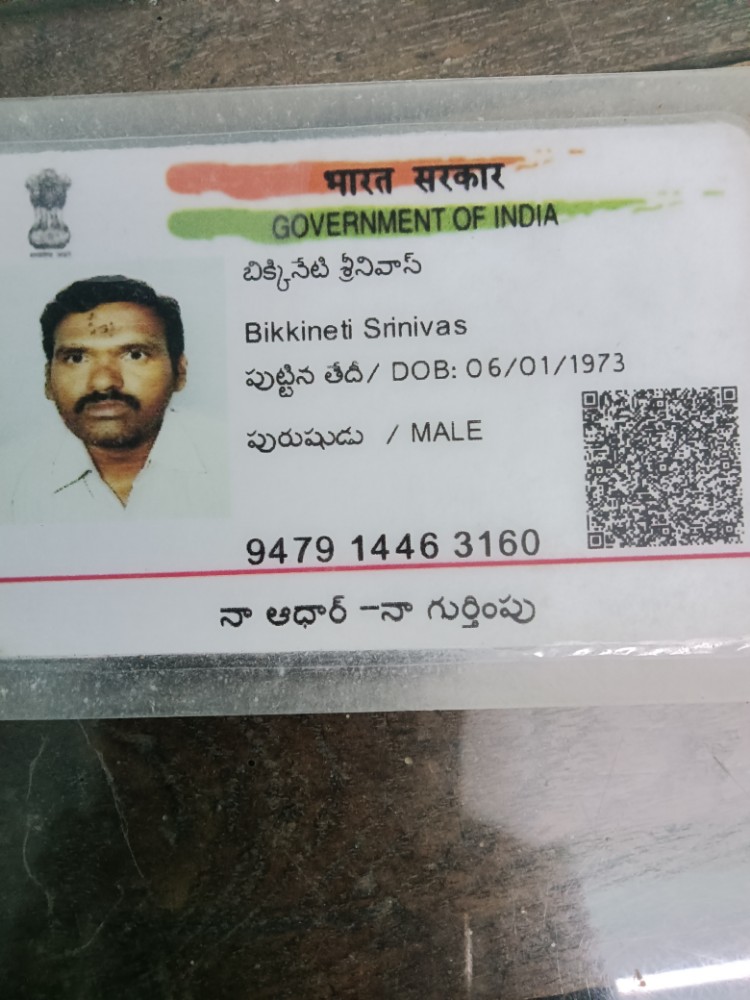 भारत सरकार
GOVERNMENT OF INDIA
బిక్కినేటి శ్రీనివాస్
Bikkineti Srinivas
పుట్టిన తేదీ/ DOB: 06/01/1973
పురుషుడు / MALE
9479 1446 3160
నా ఆధార్ –నా గుర్తింపు